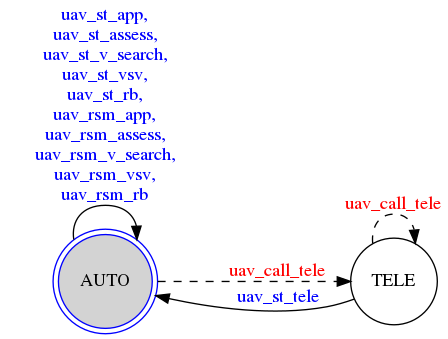 uav_st_app,
uav_st_assess,
uav_st_v_search,
uav_st_vsv,
uav_st_rb,
uav_rsm_app,
uav_rsm_assess,
uav_rsm_v_search,
uav_rsm_vsv,
uav_rsm_rb
uav_call_tele
AUTO
uav_call_tele
uav_st_tele
TELE